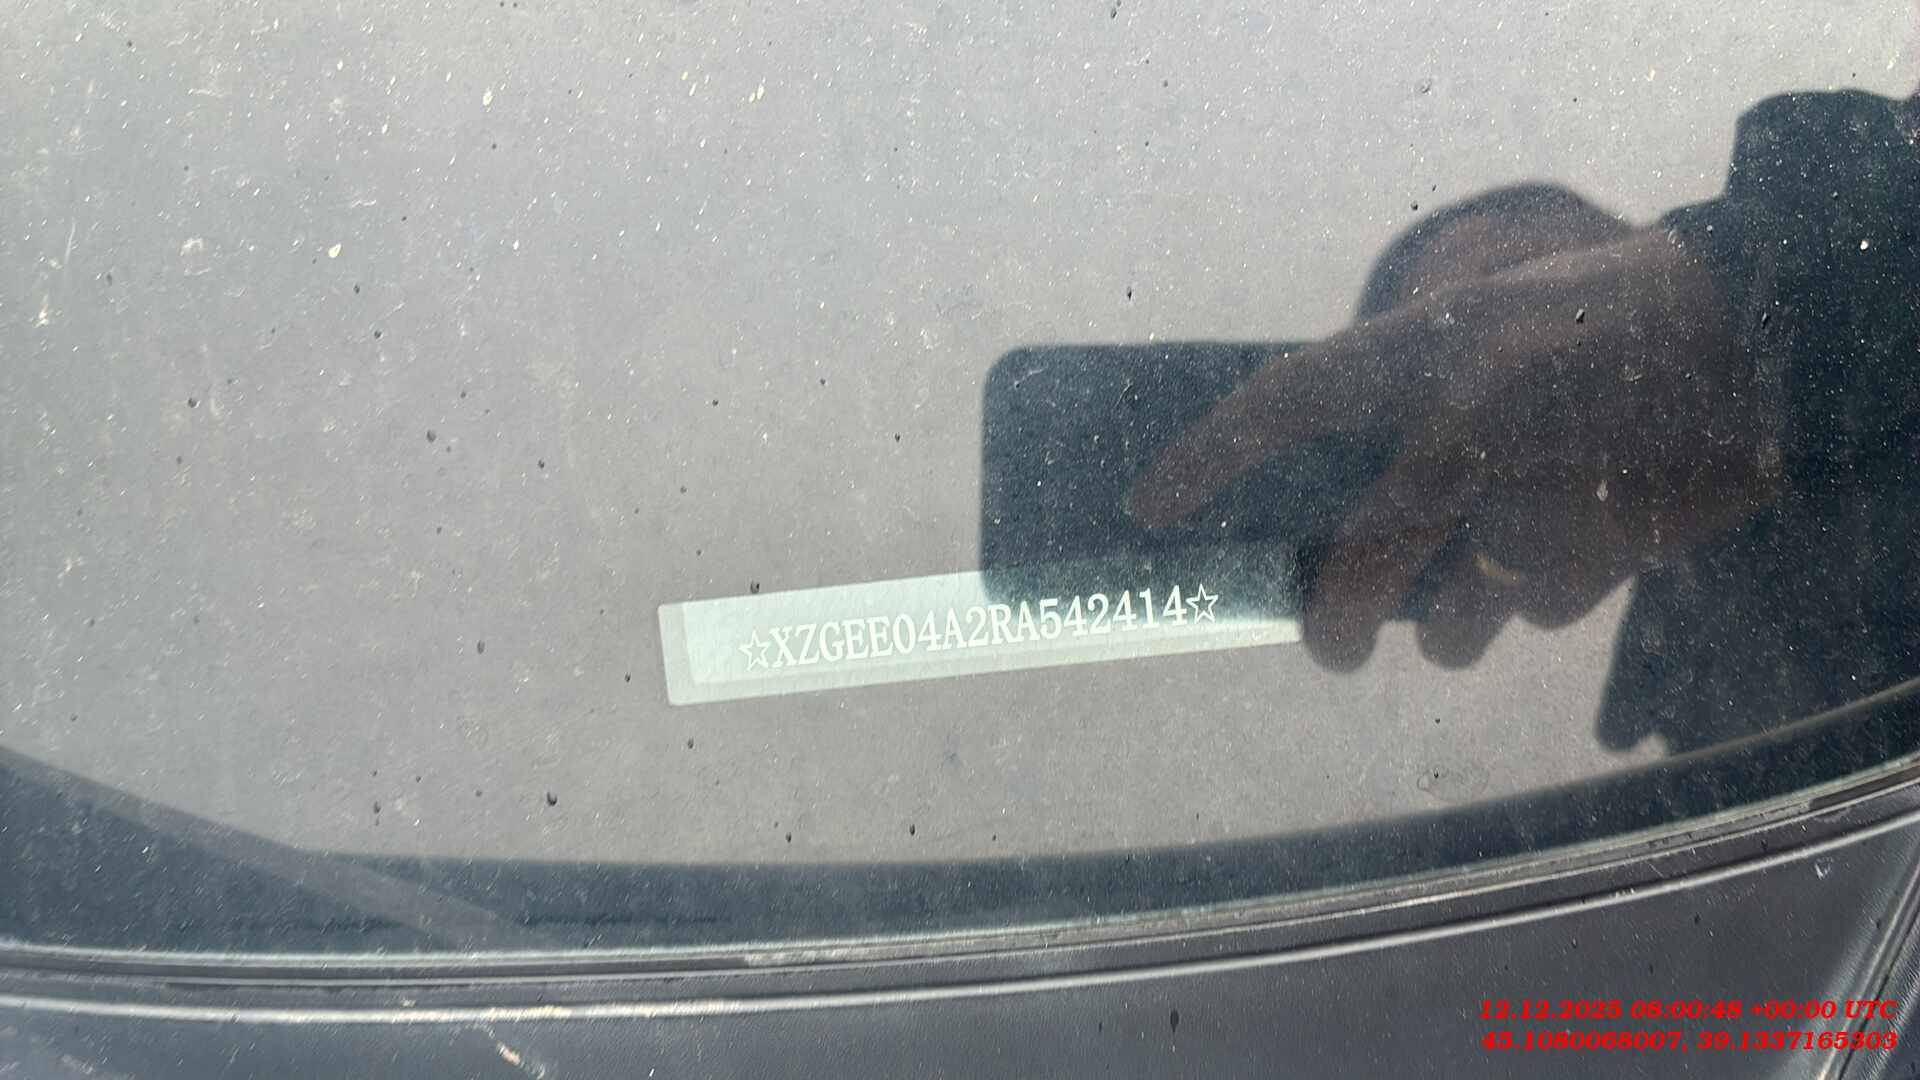 ☆XZGEE04A2RA542414☆
12.12.2025 08:00:48 +00:00 UTC
45.1080068007, 39.1337165303